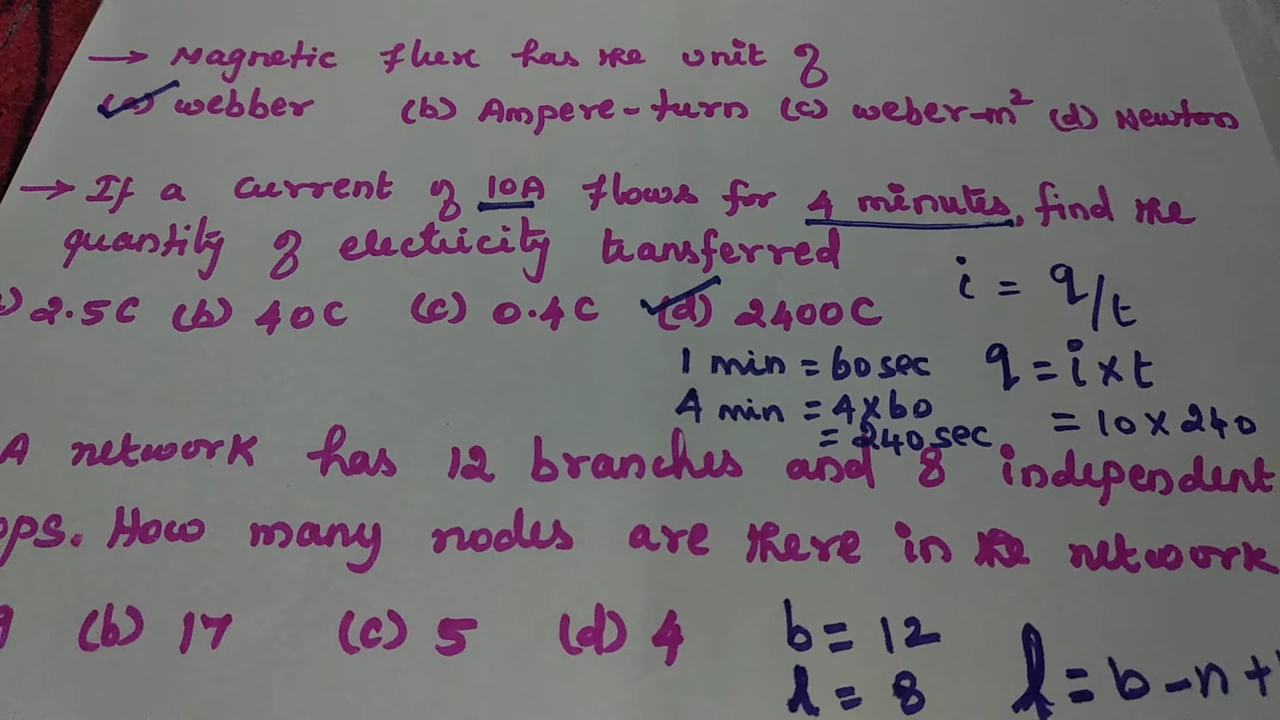 → Magnetic flux has the unit of
(a) webber (b) Ampere-turn (c) weber-m² (d) Newton
→ If a current of 10A flows for 4 minutes, find the
quantity of electricity transferred
) 2.5C (b) 40C (c) 0.4C (d) 2400C
i = q/t
1 min = 60 sec
q = i x t
4 min = 4x60
= 240 sec
= 10 x 240
A network has 12 branches and 8 independent
ops. How many nodes are there in the network
9 (b) 17 (c) 5 (d) 4
b = 12
l = 8
l = b - n +